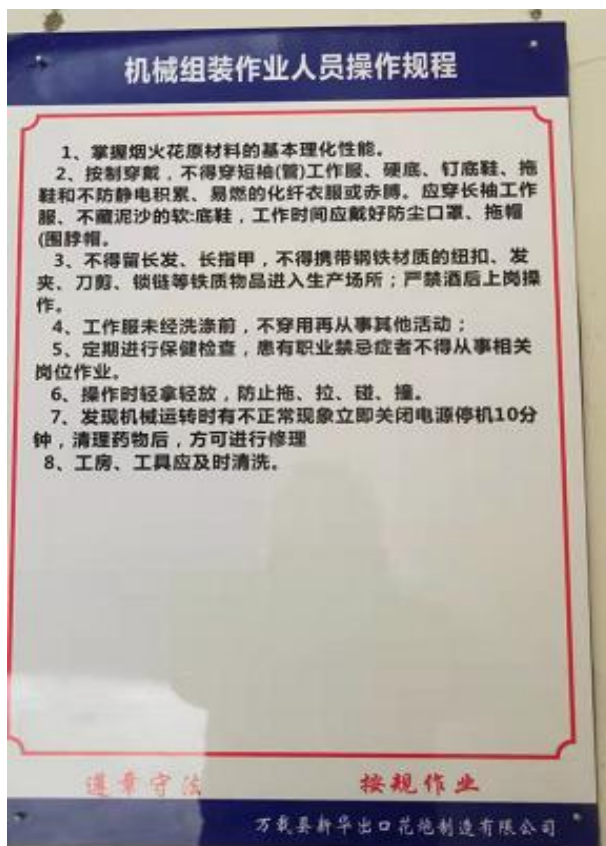 机械组装作业人员操作规程
1、掌握烟火花原材料的基本理化性能。
2、按制穿戴，不得穿短袖(管)工作服、硬底、钉底鞋、拖
鞋和不防静电积累、易燃的化纤衣服或赤膊。应穿长袖工作
服、不藏泥沙的软:底鞋，工作时间应戴好防尘口罩、拖帽
(围脖帽。
3、不得留长发、长指甲，不得携带钢铁材质的纽扣、发
夹、刀剪、锁链等铁质物品进入生产场所；严禁酒后上岗操
作。
4、工作服未经洗涤前，不穿用再从事其他活动；
5、定期进行保健检查，患有职业禁忌症者不得从事相关
岗位作业。
6、操作时轻拿轻放，防止拖、拉、碰、撞。
7、发现机械运转时有不正常现象立即关闭电源停机10分
钟，清理药物后，方可进行修理
8、工房、工具应及时清洗。
遵章守法 按规作业
万载县新华出口花炮制造有限公司